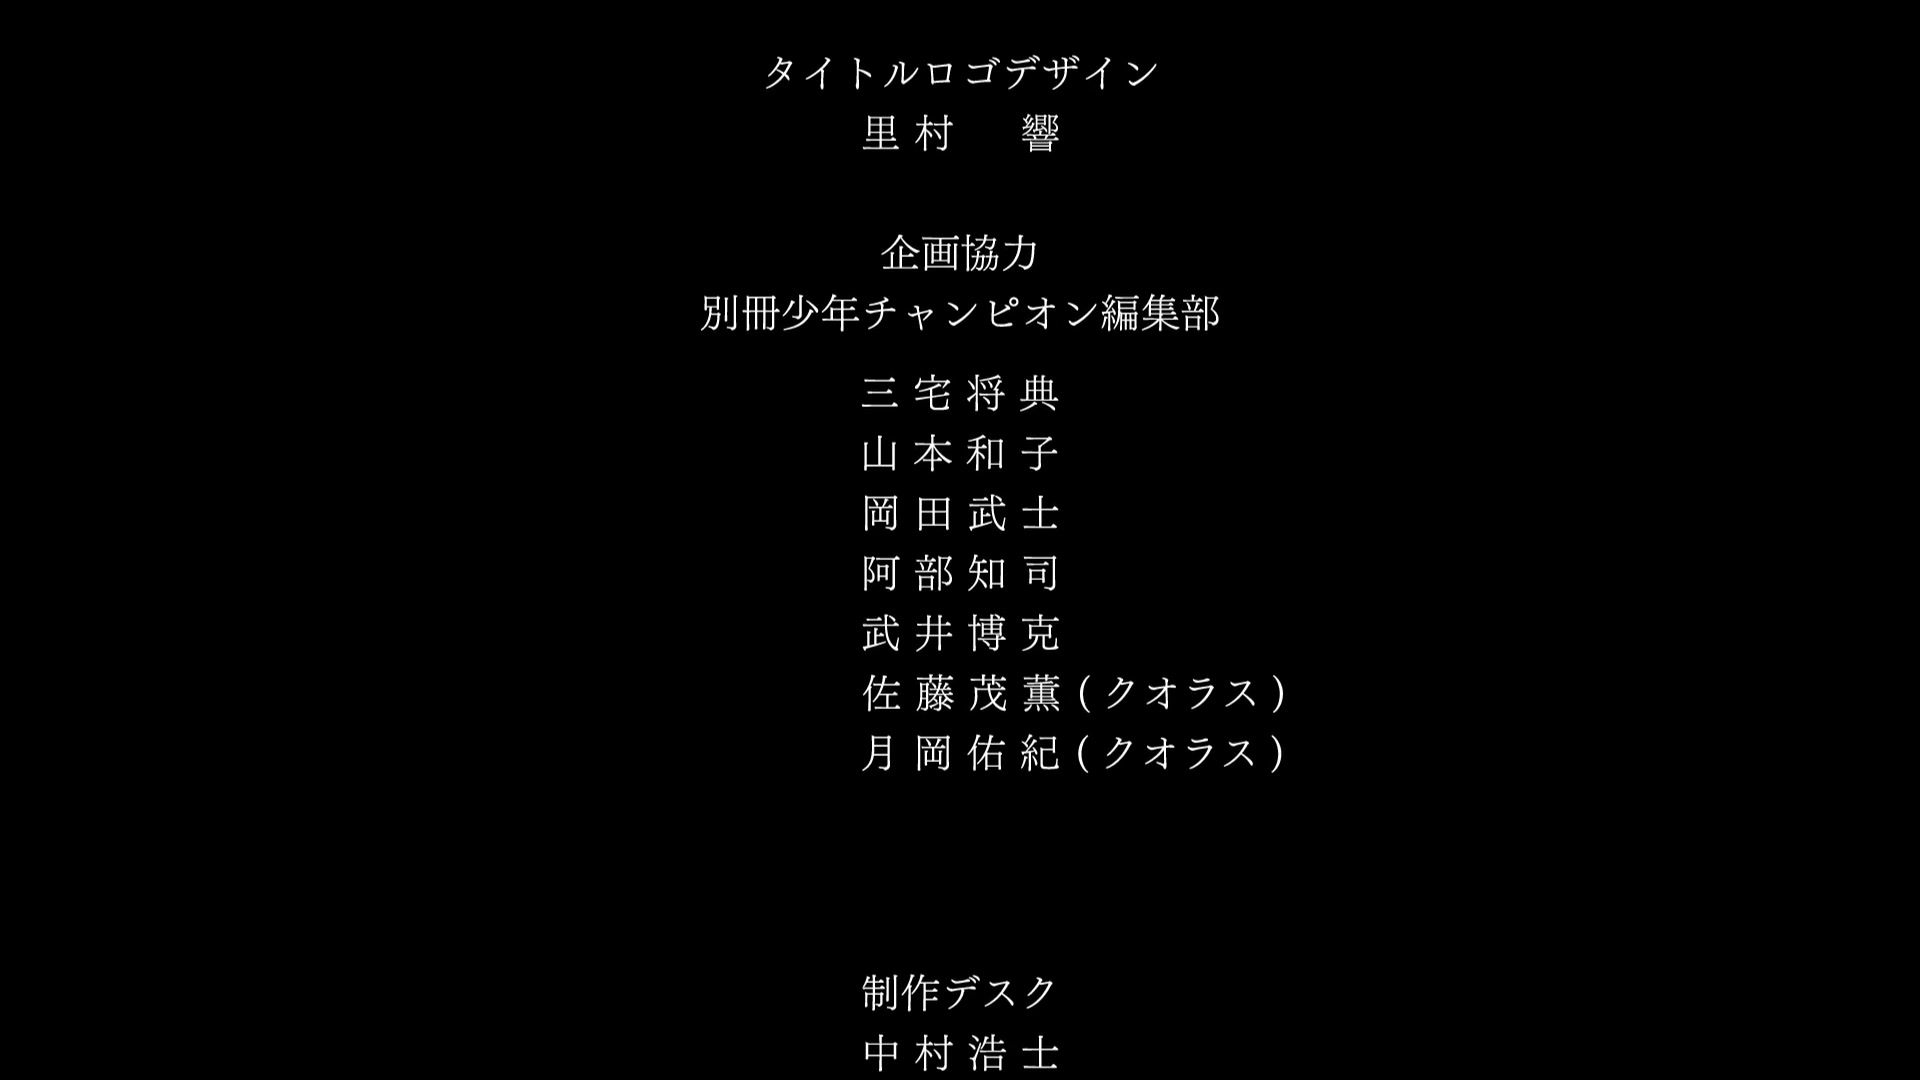 タイトルロゴデザイン
里村　響
企画協力
別冊少年チャンピオン編集部
三宅将典
山本和子
岡田武士
阿部知司
武井博克
佐藤茂薫(クオラス)
月岡佑紀(クオラス)
制作デスク
中村浩士